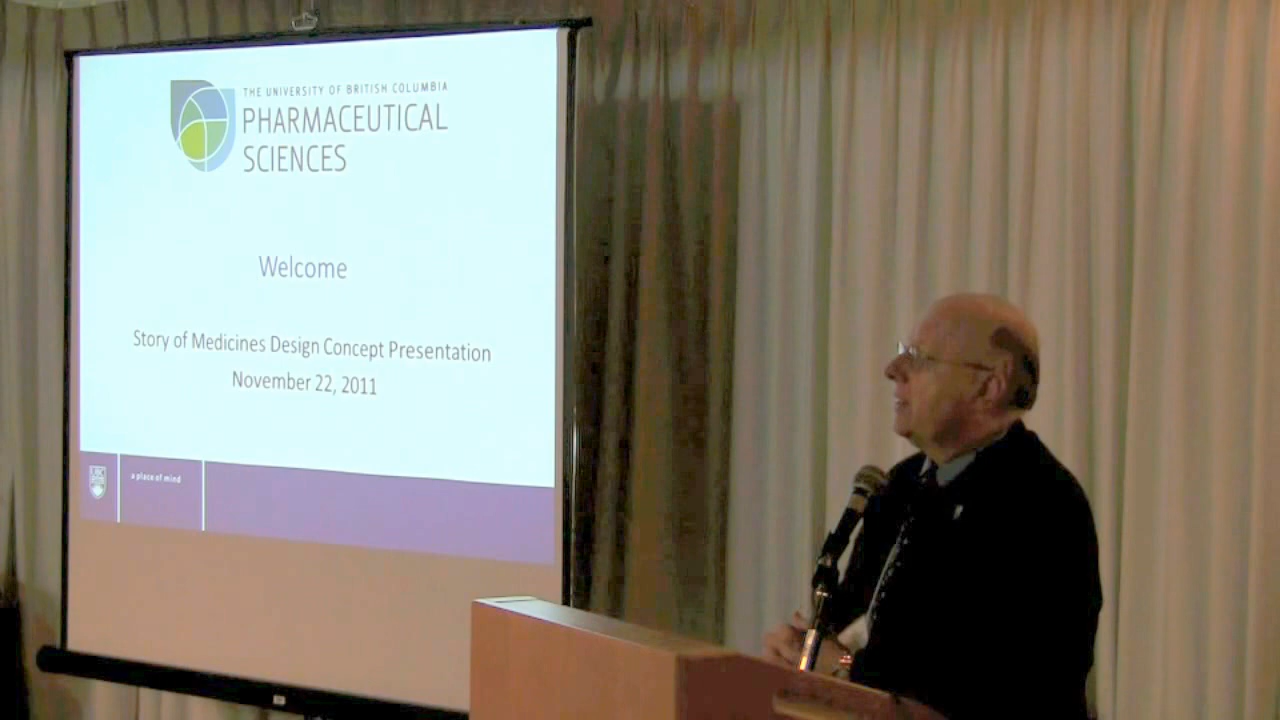 THE UNIVERSITY OF BRITISH COLUMBIA
PHARMACEUTICAL
SCIENCES
Welcome
Story of Medicines Design Concept Presentation
November 22, 2011
UBC
a place of mind